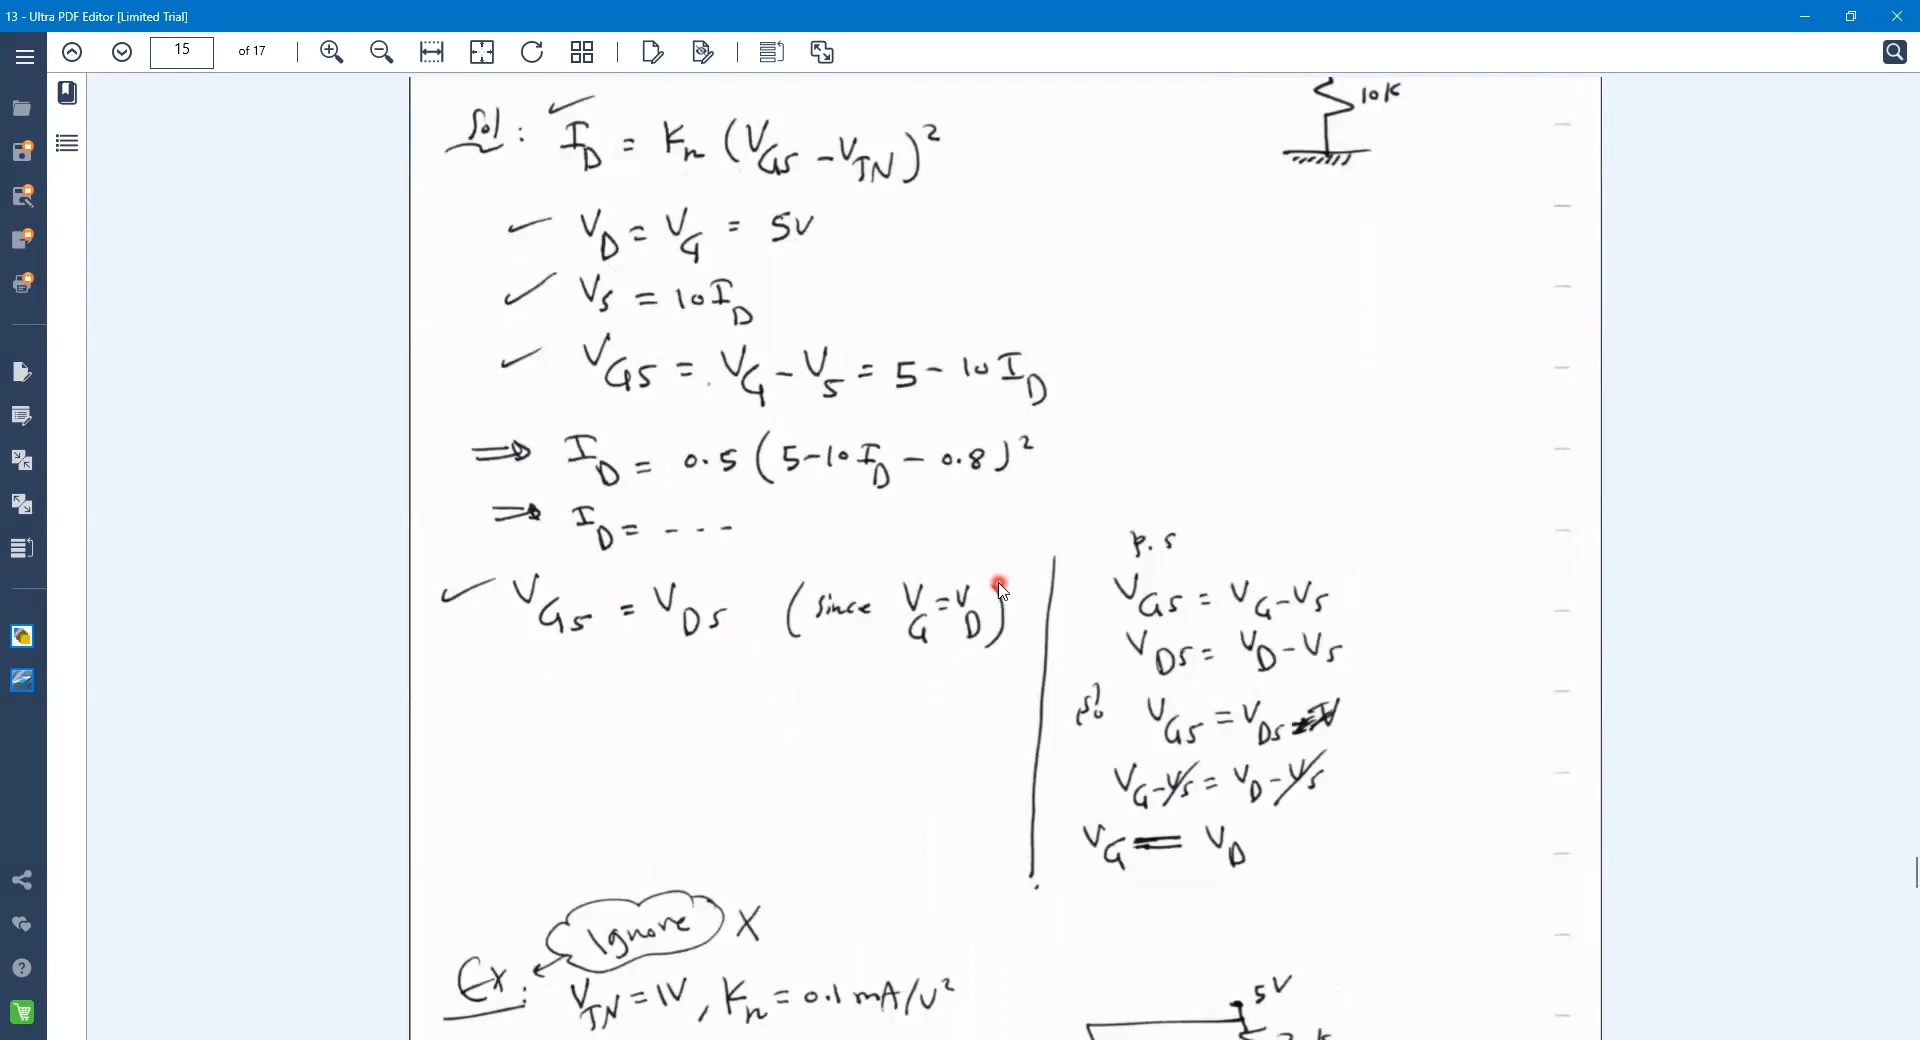 13 - Ultra PDF Editor [Limited Trial]
15 of 17
10K
Sol : I_D = K_n (V_GS - V_TN)^2
V_D = V_G = 5V
V_S = 10 I_D
V_GS = V_G - V_S = 5 - 10 I_D
⇒ I_D = 0.5 (5 - 10 I_D - 0.8)^2
⇒ I_D = - - -
V_GS = V_DS (since V_G = V_D)
p.s
V_GS = V_G - V_S
V_DS = V_D - V_S
V_GS = V_DS
V_G - V_S = V_D - V_S
V_G = V_D
Ignore X
Ex: V_TN = 1V, K_n = 0.1 mA/V^2
5V